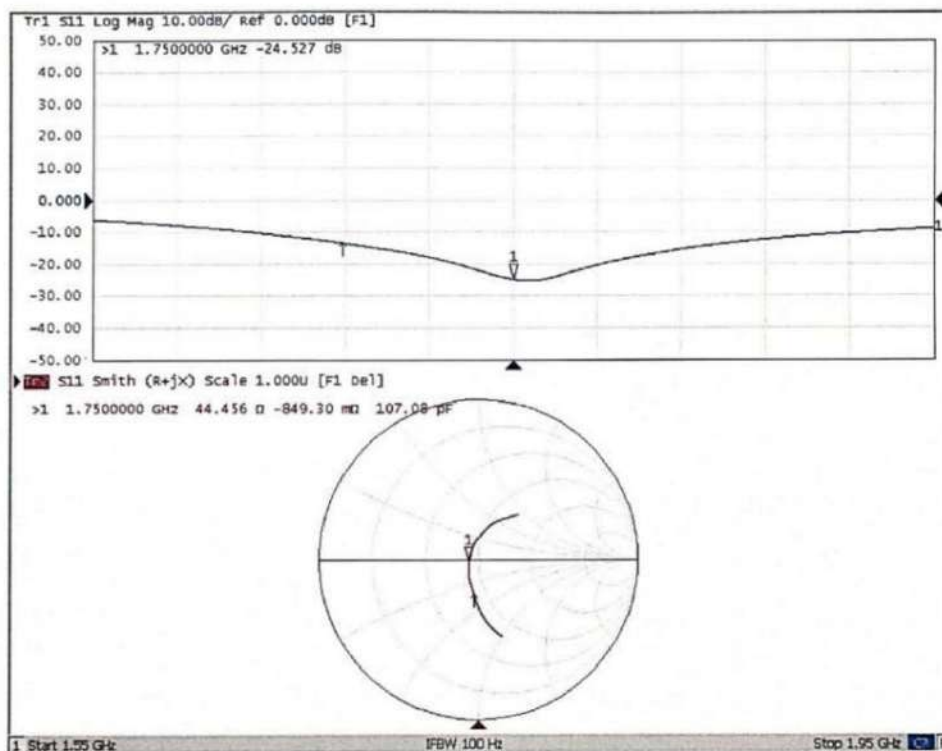 Tr1 S11 Log Mag 10.00dB/ Ref 0.000dB [F1]
50.00
>1 1.7500000 GHz -24.527 dB
40.00
30.00
20.00
10.00
0.000
-10.00
1
-20.00
1
-30.00
-40.00
-50.00
S11 Smith (R+jX) Scale 1.000U [F1 Del]
>1 1.7500000 GHz 44.456 Ω -849.30 mΩ 107.08 pF
1
1 Start 1.55 GHz
IFBW 100 Hz
Stop 1.95 GHz